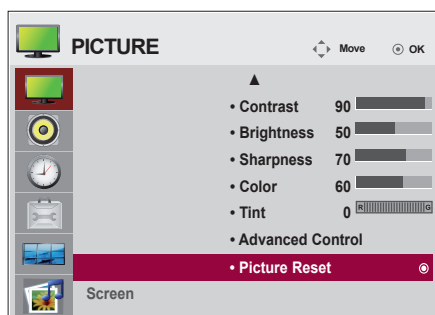 PICTURE Move OK
• Contrast 90
• Brightness 50
• Sharpness 70
• Color 60
• Tint 0 R G
• Advanced Control
• Picture Reset
Screen